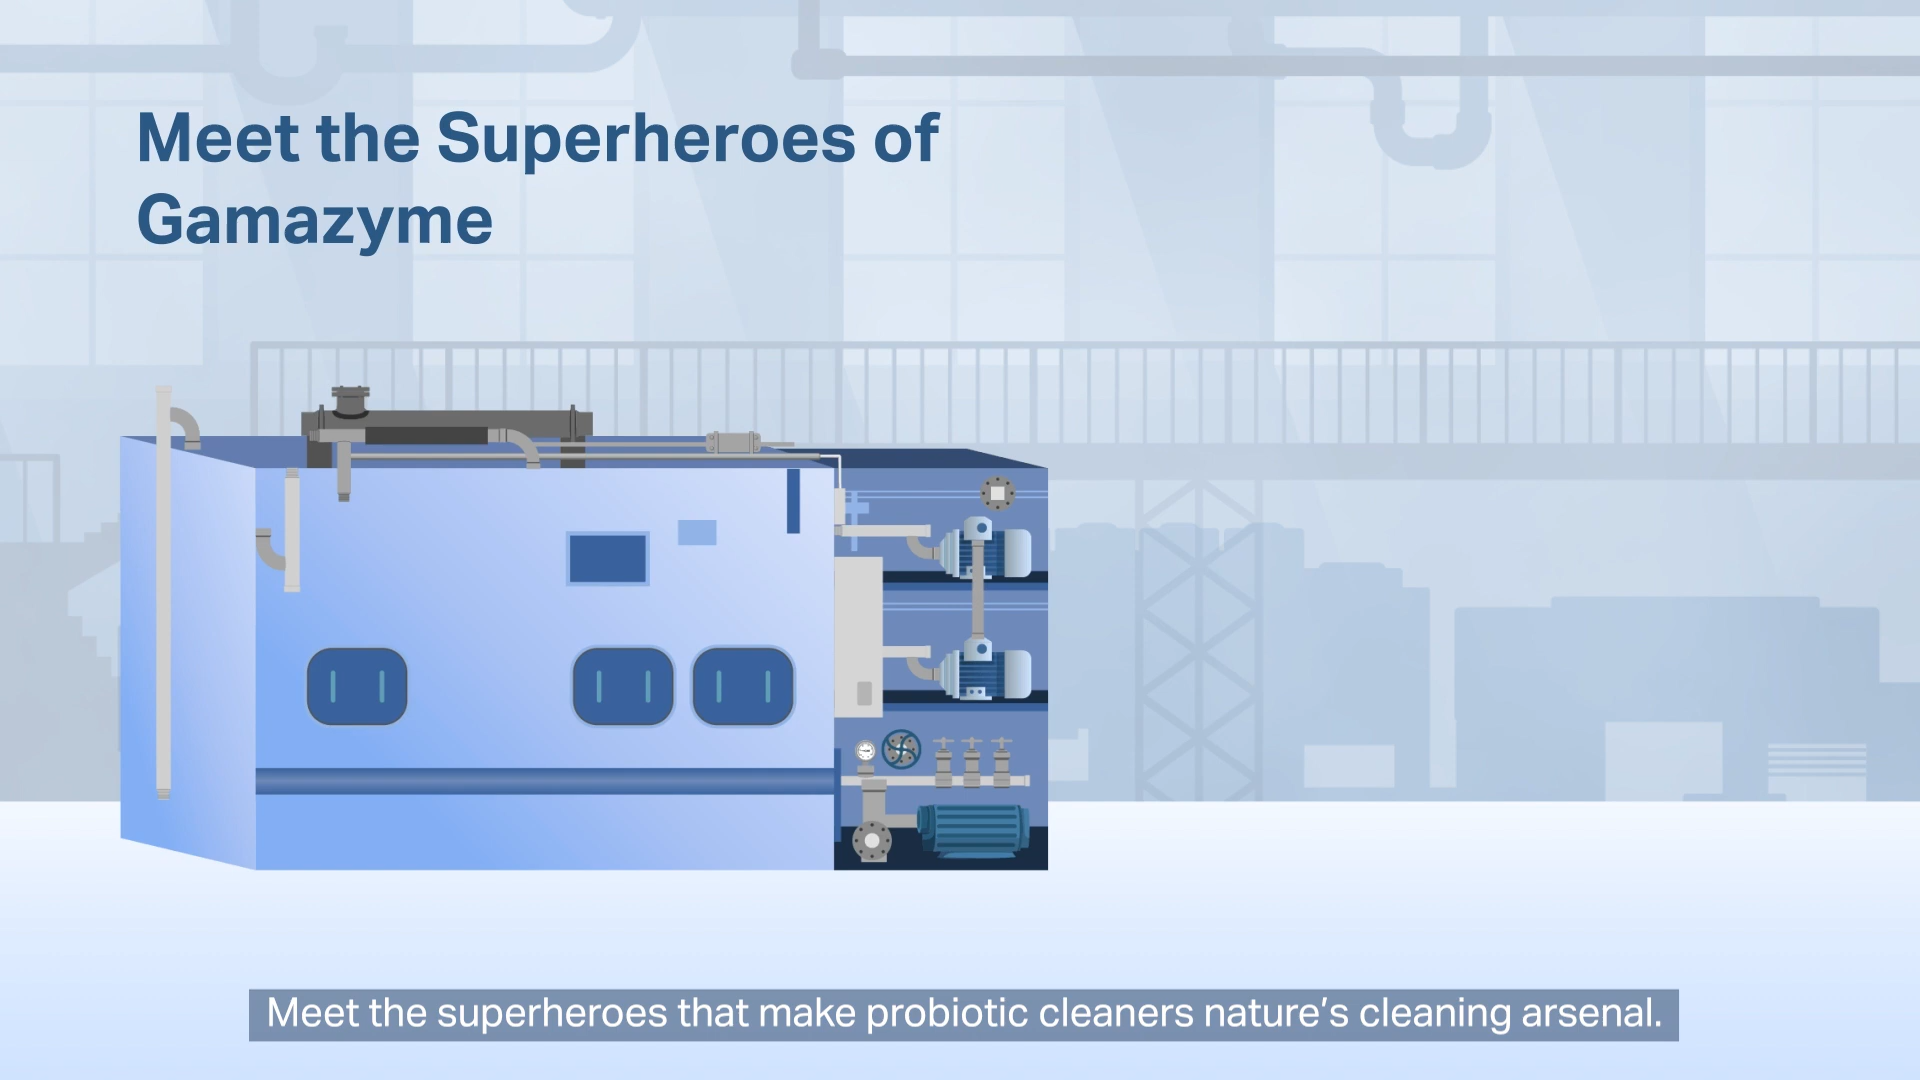 Meet the Superheroes of
Gamazyme
Meet the superheroes that make probiotic cleaners nature’s cleaning arsenal.